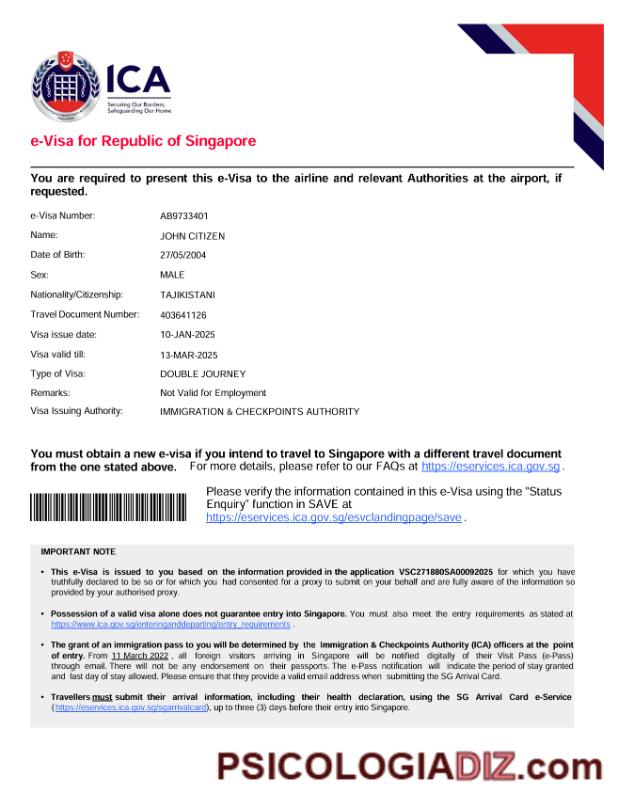 ICA
Securing Our Borders,
Safeguarding Our Home
e-Visa for Republic of Singapore
You are required to present this e-Visa to the airline and relevant Authorities at the airport, if
requested.
e-Visa Number: AB9733401
Name: JOHN CITIZEN
Date of Birth: 27/05/2004
Sex: MALE
Nationality/Citizenship: TAJIKISTANI
Travel Document Number: 403641126
Visa issue date: 10-JAN-2025
Visa valid till: 13-MAR-2025
Type of Visa: DOUBLE JOURNEY
Remarks: Not Valid for Employment
Visa Issuing Authority: IMMIGRATION & CHECKPOINTS AUTHORITY
You must obtain a new e-visa if you intend to travel to Singapore with a different travel document
from the one stated above. For more details, please refer to our FAQs at https://eservices.ica.gov.sg.
Please verify the information contained in this e-Visa using the "Status
Enquiry" function in SAVE at
https://eservices.ica.gov.sg/esvclandingpage/save.
IMPORTANT NOTE
• This e-Visa is issued to you based on the information provided in the application VSC271880SA00092025 for which you have
truthfully declared to be so or for which you had consented for a proxy to submit on your behalf and are fully aware of the information so
provided by your authorised proxy.
• Possession of a valid visa alone does not guarantee entry into Singapore. You must also meet the entry requirements as stated at
https://www.ica.gov.sg/enteringanddeparting/entry_requirements.
• The grant of an immigration pass to you will be determined by the Immigration & Checkpoints Authority (ICA) officers at the point
of entry. From 11 March 2022, all foreign visitors arriving in Singapore will be notified digitally of their Visit Pass (e-Pass)
through email. There will not be any endorsement on their passports. The e-Pass notification will indicate the period of stay granted
and last day of stay allowed. Please ensure that they provide a valid email address when submitting the SG Arrival Card.
• Travellers must submit their arrival information, including their health declaration, using the SG Arrival Card e-Service
(https://eservices.ica.gov.sg/sgarrivalcard), up to three (3) days before their entry into Singapore.
PSICOLOGIADIZ.com